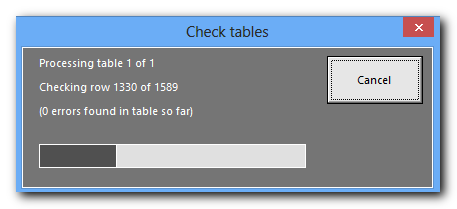 Check tables
Processing table 1 of 1
Checking row 1330 of 1589
(0 errors found in table so far)
Cancel